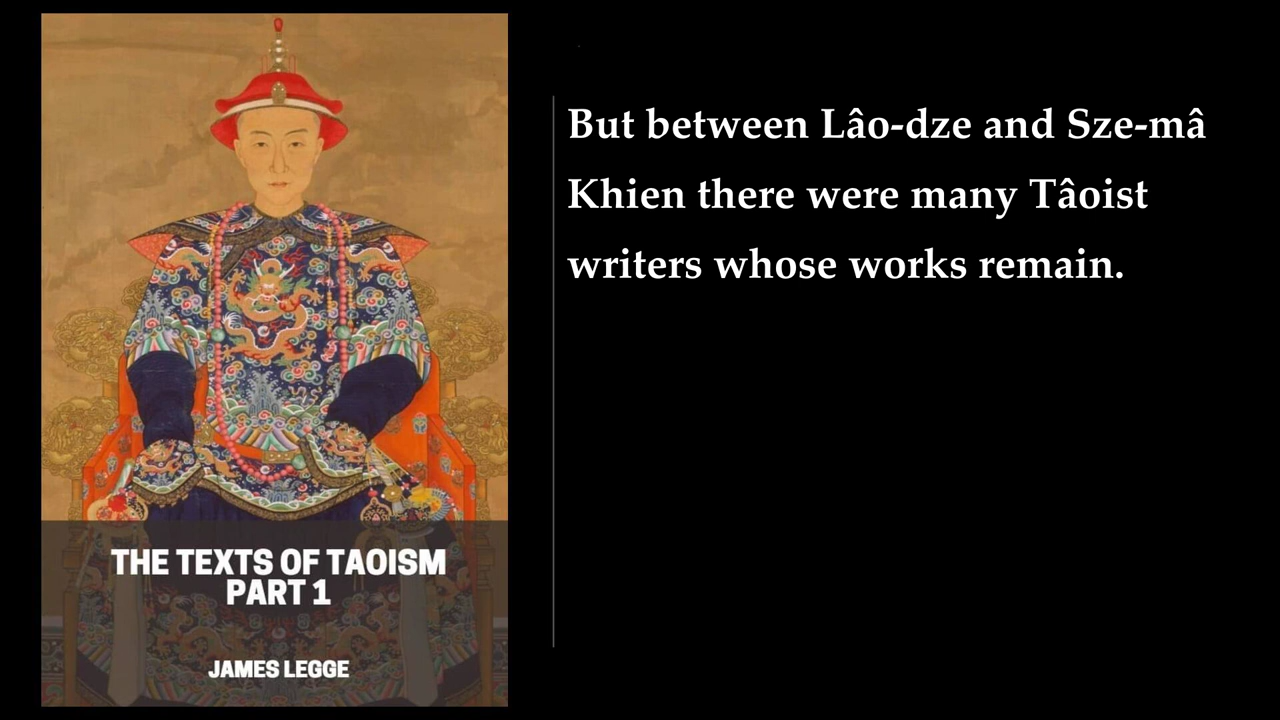 But between Lâo-dze and Sze-mâ
Khien there were many Tâoist
writers whose works remain.
THE TEXTS OF TAOISM
PART 1
JAMES LEGGE